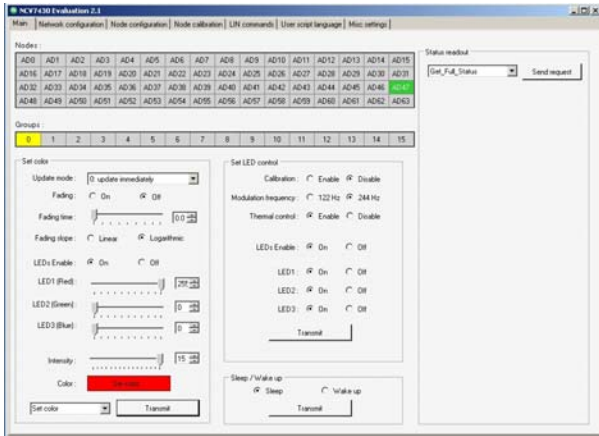 NCV7430 Evaluation 2.1
Main Network configuration Node configuration Node calibration LIN commands User script language Misc settings
Nodes:
AD0 AD1 AD2 AD3 AD4 AD5 AD6 AD7 AD8 AD9 AD10 AD11 AD12 AD13 AD14 AD15
AD16 AD17 AD18 AD19 AD20 AD21 AD22 AD23 AD24 AD25 AD26 AD27 AD28 AD29 AD30 AD31
AD32 AD33 AD34 AD35 AD36 AD37 AD38 AD39 AD40 AD41 AD42 AD43 AD44 AD45 AD46 AD47
AD48 AD49 AD50 AD51 AD52 AD53 AD54 AD55 AD56 AD57 AD58 AD59 AD60 AD61 AD62 AD63
Groups:
0 1 2 3 4 5 6 7 8 9 10 11 12 13 14 15
Set color
Update mode: 0: update immediately
Fading: On Off
Fading time: 0.0
Fading slope: Linear Logarithmic
LEDs Enable: On Off
LED1 (Red): 255
LED2 (Green): 0
LED3 (Blue): 0
Intensity: 15
Color: Set color
Set color Transmit
Set LED control
Calibration: Enable Disable
Modulation frequency: 122 Hz 244 Hz
Thermal control: Enable Disable
LEDs Enable: On Off
LED1: On Off
LED2: On Off
LED3: On Off
Transmit
Sleep / Wake up
Sleep Wake up
Transmit
Status readout
Get_Full_Status Send request